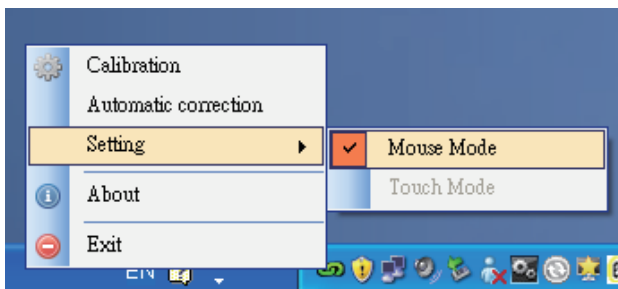 Calibration
Automatic correction
Setting
Mouse Mode
Touch Mode
About
Exit
EN